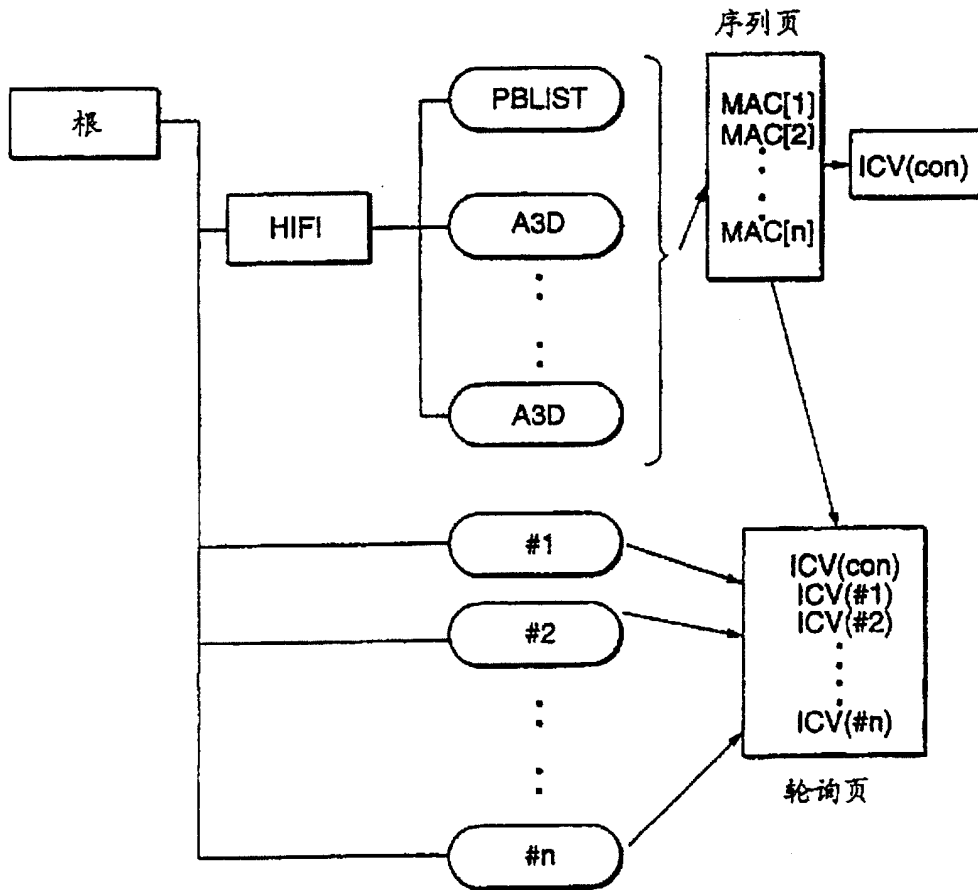 序列页
根
HIFI
PBLIST
A3D
A3D
MAC[1]
MAC[2]
MAC[n]
ICV(con)
#1
#2
#n
ICV(con)
ICV(#1)
ICV(#2)
ICV(#n)
轮询页